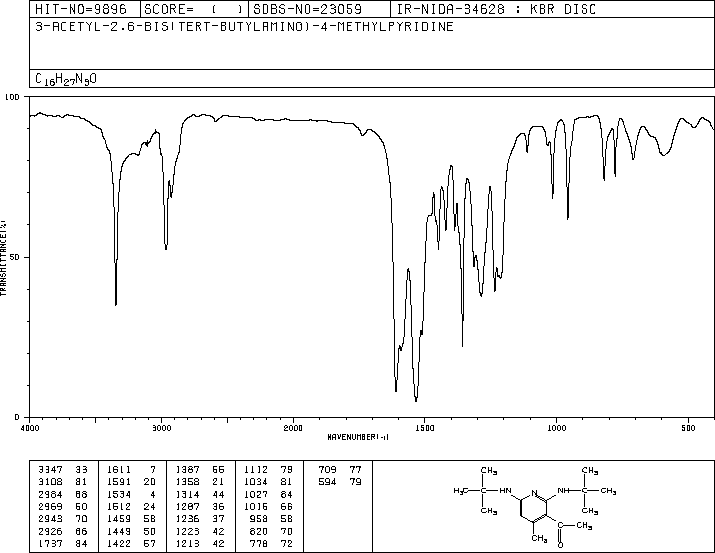 HIT-NO=9896 SCORE= ( ) SDBS-NO=23059 IR-NIDA-34628 : KBR DISC
3-ACETYL-2,6-BIS(TERT-BUTYLAMINO)-4-METHYLPYRIDINE
C16H27N3O
100
50
0
TRANSMITTANCE(%)
4000 3000 2000 1500 1000 500
WAVENUMBER(-1)
3347 33 1611 7 1387 55 1112 79 709 77
3108 81 1591 20 1358 21 1034 81 594 79
2984 68 1534 4 1314 44 1027 84
2969 50 1512 24 1287 36 1016 66
2943 70 1459 58 1236 37 958 58
2926 66 1449 50 1223 42 820 70
1737 84 1422 57 1213 42 778 72
CH3 CH3
H3C NH N NH CH3
CH3 CH3
CH3
CH3
O